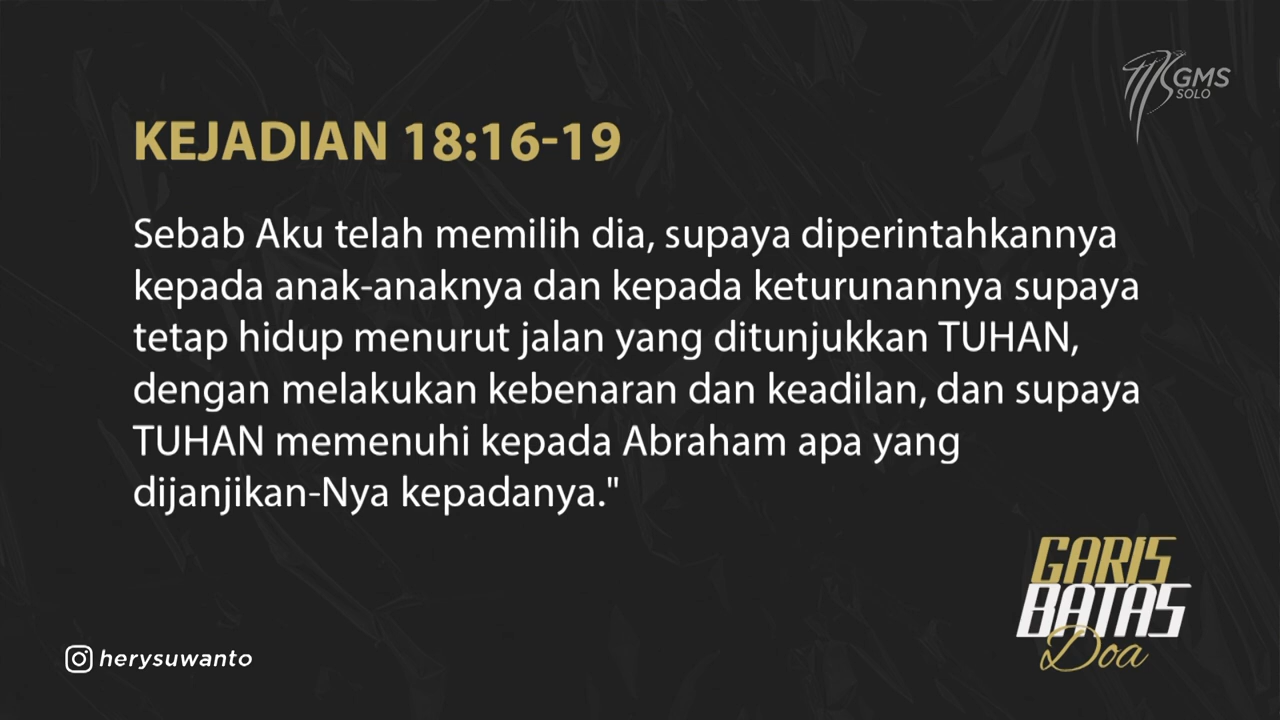 GMS
SOLO
KEJADIAN 18:16-19
Sebab Aku telah memilih dia, supaya diperintahkannya
kepada anak-anaknya dan kepada keturunannya supaya
tetap hidup menurut jalan yang ditunjukkan TUHAN,
dengan melakukan kebenaran dan keadilan, dan supaya
TUHAN memenuhi kepada Abraham apa yang
dijanjikan-Nya kepadanya."
GARIS
BATAS
Doa
herysuwanto